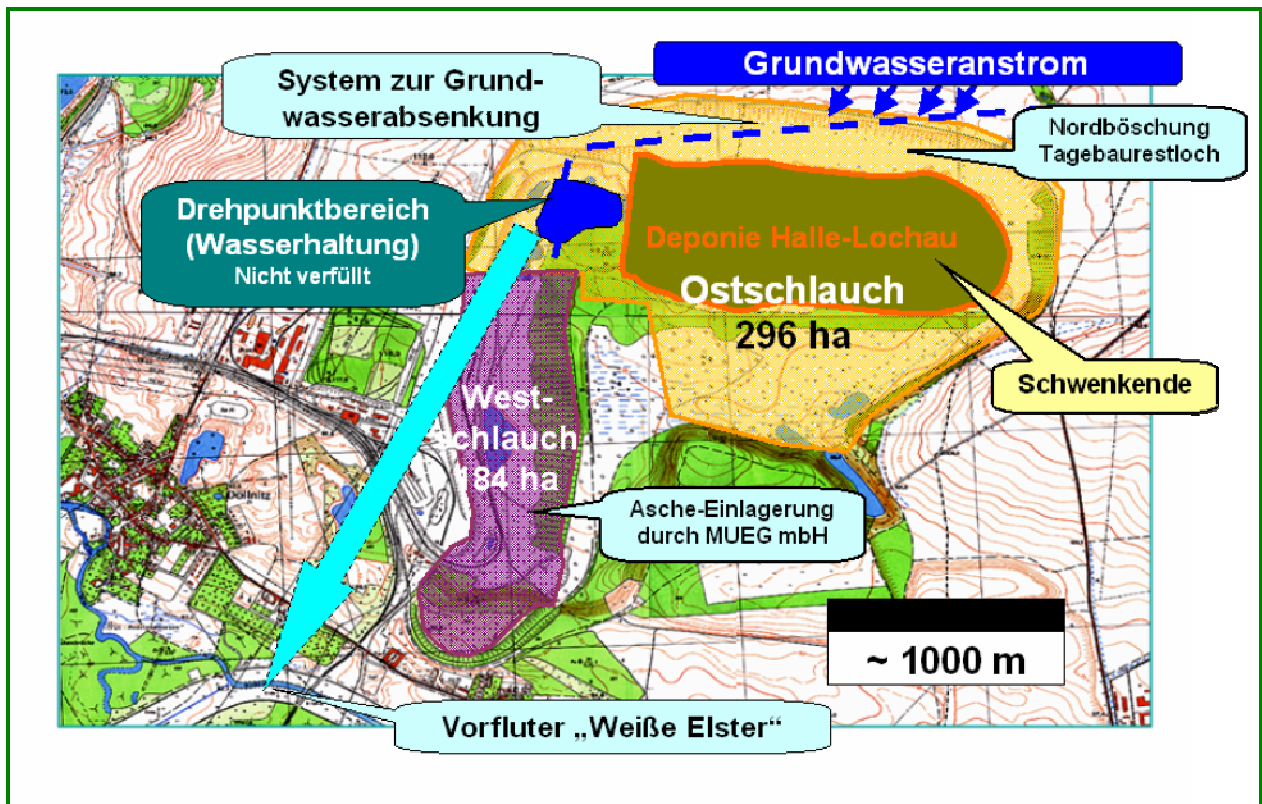 Grundwasseranstrom
System zur Grund-
wasserabsenkung
Nordböschung
Tagebaurestloch
Drehpunktbereich
(Wasserhaltung)
Nicht verfüllt
Deponie Halle-Lochau
Ostschlauch
296 ha
Schwenkende
West-
schlauch
184 ha
Asche-Einlagerung
durch MUEG mbH
Döllnitz
~ 1000 m
Vorfluter „Weiße Elster“